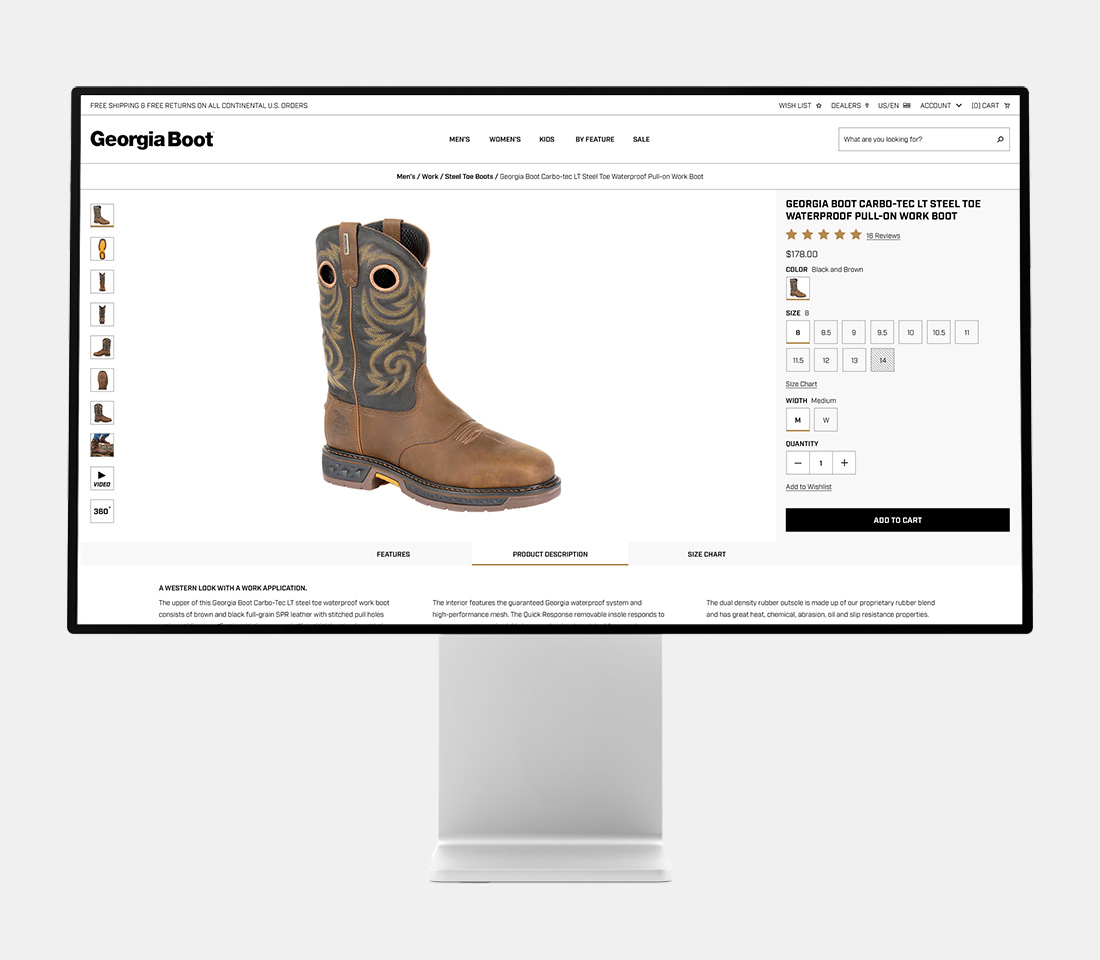 FREE SHIPPING & FREE RETURNS ON ALL CONTINENTAL U.S. ORDERS
WISH LIST DEALERS US/EN ACCOUNT (0) CART
Georgia Boot
MEN'S WOMEN'S KIDS BY FEATURE SALE
What are you looking for?
Men's / Work / Steel Toe Boots / Georgia Boot Carbo-tec LT Steel Toe Waterproof Pull-on Work Boot
VIDEO
360°
GEORGIA BOOT CARBO-TEC LT STEEL TOE
WATERPROOF PULL-ON WORK BOOT
16 Reviews
$178.00
COLOR Black and Brown
SIZE 8
8 8.5 9 9.5 10 10.5 11
11.5 12 13 14
Size Chart
WIDTH Medium
M W
QUANTITY
— 1 +
Add to Wishlist
ADD TO CART
FEATURES PRODUCT DESCRIPTION SIZE CHART
A WESTERN LOOK WITH A WORK APPLICATION.
The upper of this Georgia Boot Carbo-Tec LT steel toe waterproof work boot
consists of brown and black full-grain SPR leather with stitched pull holes
The interior features the guaranteed Georgia waterproof system and
high-performance mesh. The Quick Response removable insole responds to
The dual density rubber outsole is made up of our proprietary rubber blend
and has great heat, chemical, abrasion, oil and slip resistance properties.